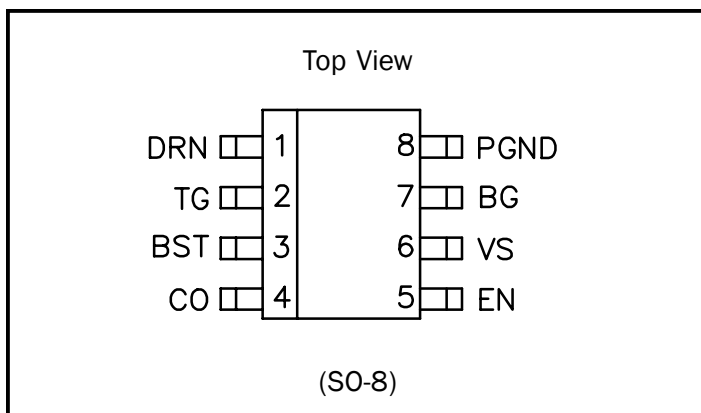 Top View
DRN 1 8 PGND
TG 2 7 BG
BST 3 6 VS
CO 4 5 EN
(SO-8)